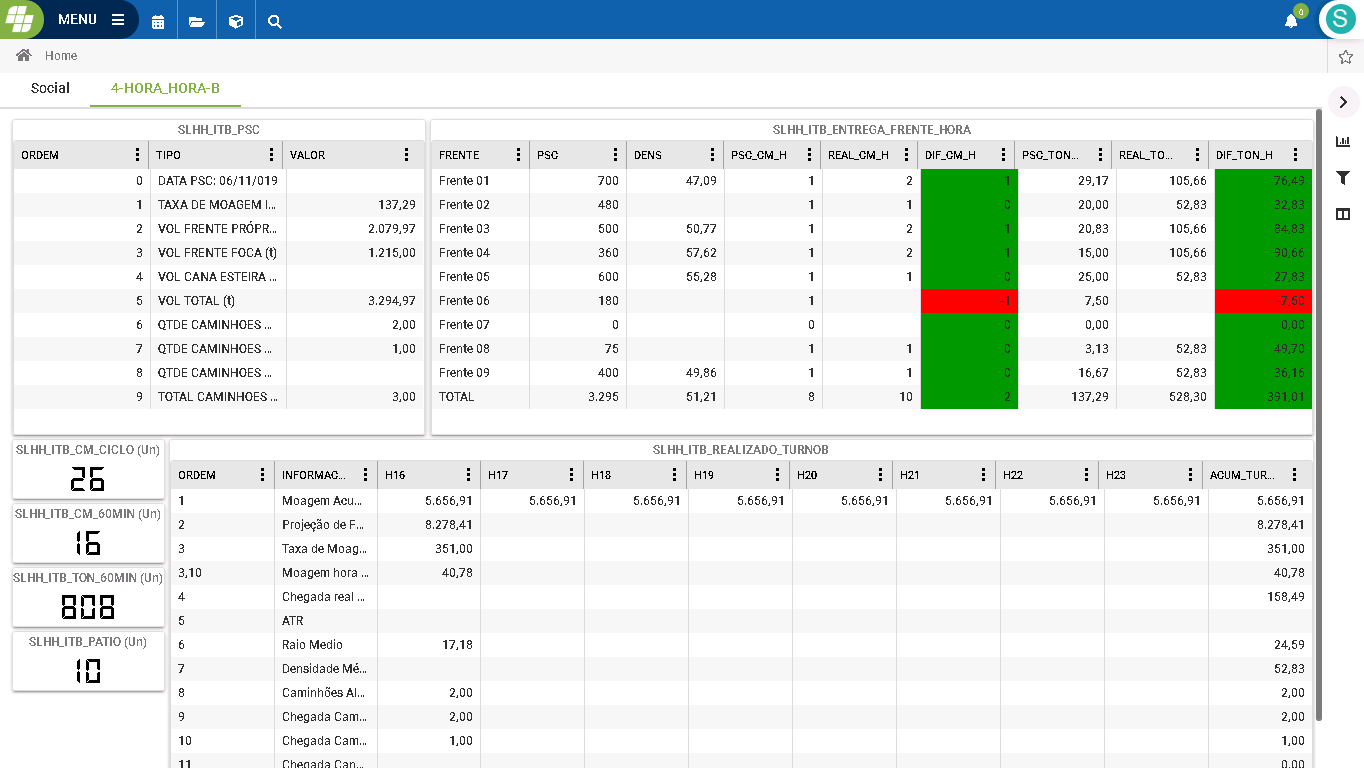 MENU
0
S
Home
Social 4-HORA_HORA-B
SLHH_ITB_PSC
ORDEM TIPO VALOR
0 DATA PSC: 06/11/019
1 TAXA DE MOAGEM I... 137,29
2 VOL FRENTE PRÓPR... 2.079,97
3 VOL FRENTE FOCA (t) 1.215,00
4 VOL CANA ESTEIRA ...
5 VOL TOTAL (t) 3.294,97
6 QTDE CAMINHOES ... 2,00
7 QTDE CAMINHOES ... 1,00
8 QTDE CAMINHOES ...
9 TOTAL CAMINHOES ... 3,00
SLHH_ITB_ENTREGA_FRENTE_HORA
FRENTE PSC DENS PSC_CM_H REAL_CM_H DIF_CM_H PSC_TON... REAL_TO... DIF_TON_H
Frente 01 700 47,09 1 2 1 29,17 105,66 76,49
Frente 02 480 1 1 0 20,00 52,83 32,83
Frente 03 500 50,77 1 2 1 20,83 105,66 84,83
Frente 04 360 57,62 1 2 1 15,00 105,66 90,66
Frente 05 600 55,28 1 1 0 25,00 52,83 27,83
Frente 06 180 1 -1 7,50 -7,50
Frente 07 0 0 0 0,00 0,00
Frente 08 75 1 1 0 3,13 52,83 49,70
Frente 09 400 49,86 1 1 0 16,67 52,83 36,16
TOTAL 3.295 51,21 8 10 2 137,29 528,30 391,01
SLHH_ITB_CM_CICLO (Un)
26
SLHH_ITB_CM_60MIN (Un)
16
SLHH_ITB_TON_60MIN (Un)
808
SLHH_ITB_PATIO (Un)
10
SLHH_ITB_REALIZADO_TURNOB
ORDEM INFORMAC... H16 H17 H18 H19 H20 H21 H22 H23 ACUM_TUR...
1 Moagem Acu... 5.656,91 5.656,91 5.656,91 5.656,91 5.656,91 5.656,91 5.656,91 5.656,91 5.656,91
2 Projeção de F... 8.278,41 8.278,41
3 Taxa de Moag... 351,00 351,00
3,10 Moagem hora ... 40,78 40,78
4 Chegada real ... 158,49
5 ATR
6 Raio Medio 17,18 24,59
7 Densidade Mé... 52,83
8 Caminhões Al... 2,00 2,00
9 Chegada Cam... 2,00 2,00
10 Chegada Cam... 1,00 1,00
11 Chegada Can... 0,00